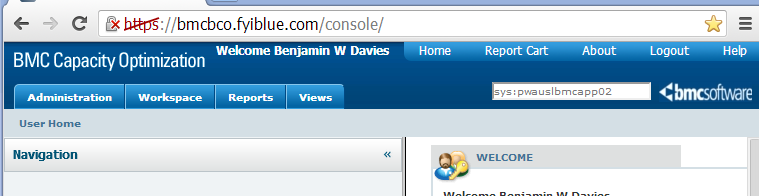 https://bmcbco.fyiblue.com/console/
BMC Capacity Optimization Welcome Benjamin W Davies Home Report Cart About Logout Help
Administration Workspace Reports Views sys:pwauslbmcapp02 bmcsoftware
User Home
Navigation « WELCOME
Welcome Benjamin W Davies